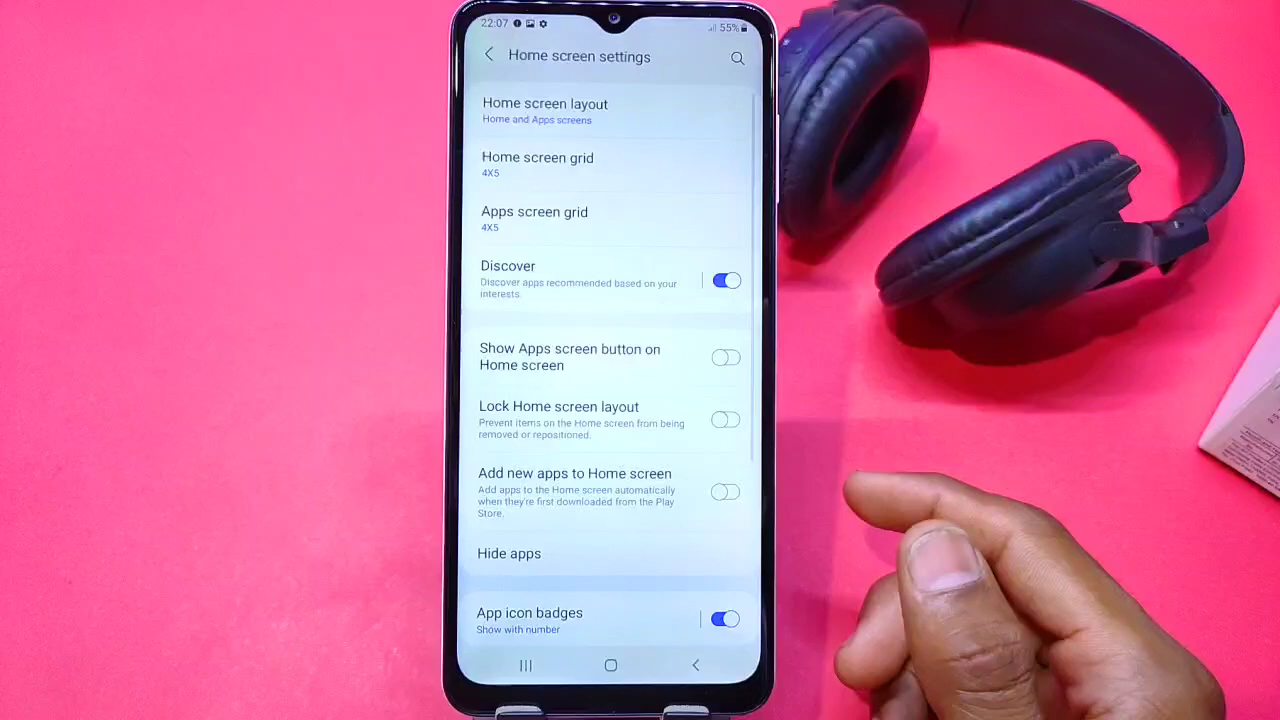 22:07
55%
Home screen settings
Home screen layout
Home and Apps screens
Home screen grid
4X5
Apps screen grid
4X5
Discover
Discover apps recommended based on your
interests.
Show Apps screen button on
Home screen
Lock Home screen layout
Prevent items on the Home screen from being
removed or repositioned.
Add new apps to Home screen
Add apps to the Home screen automatically
when they're first downloaded from the Play
Store.
Hide apps
App icon badges
Show with number